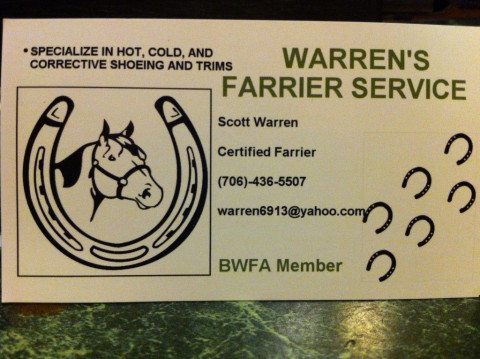 • SPECIALIZE IN HOT, COLD, AND
CORRECTIVE SHOEING AND TRIMS
WARREN'S
FARRIER SERVICE
Scott Warren
Certified Farrier
(706)-436-5507
warren6913@yahoo.com
BWFA Member